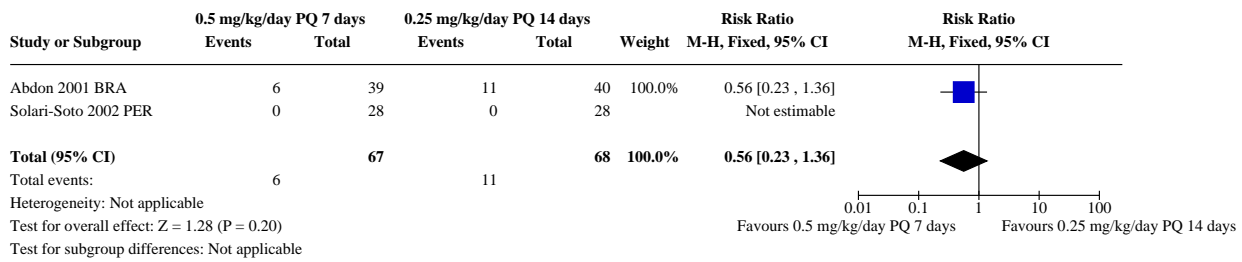 0.5 mg/kg/day PQ 7 days 0.25 mg/kg/day PQ 14 days Risk Ratio Risk Ratio
Study or Subgroup Events Total Events Total Weight M-H, Fixed, 95% CI M-H, Fixed, 95% CI
Abdon 2001 BRA 6 39 11 40 100.0% 0.56 [0.23 , 1.36]
Solari-Soto 2002 PER 0 28 0 28 Not estimable
Total (95% CI) 67 68 100.0% 0.56 [0.23 , 1.36]
Total events: 6 11
Heterogeneity: Not applicable
0.01 0.1 1 10 100
Test for overall effect: Z = 1.28 (P = 0.20) Favours 0.5 mg/kg/day PQ 7 days Favours 0.25 mg/kg/day PQ 14 days
Test for subgroup differences: Not applicable